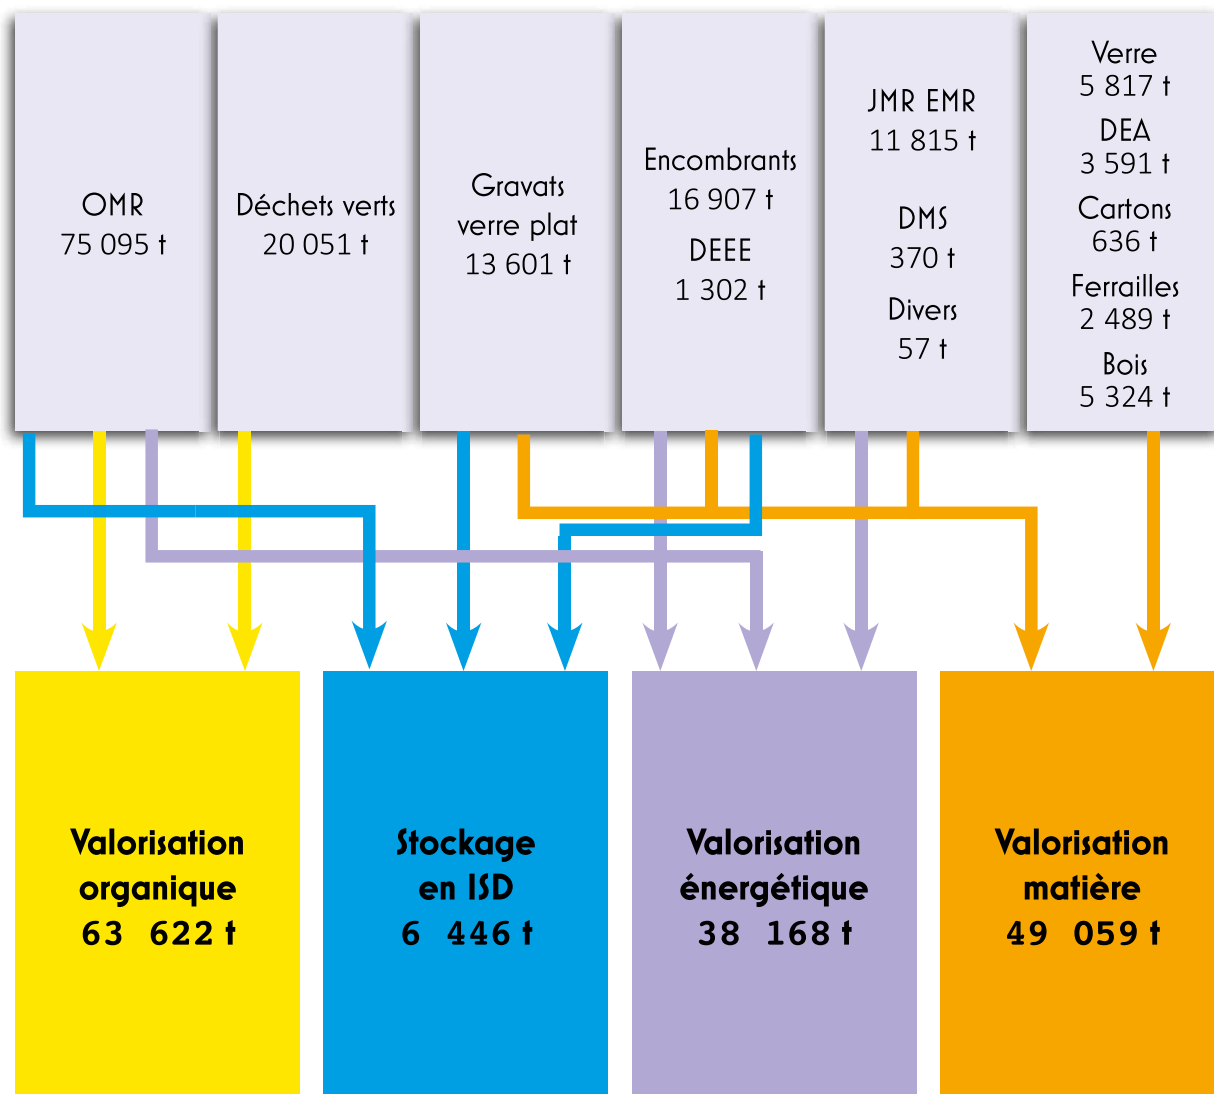 OMR
75 095 t
Déchets verts
20 051 t
Gravats
verre plat
13 601 t
Encombrants
16 907 t
DEEE
1 302 t
JMR EMR
11 815 t
DMS
370 t
Divers
57 t
Verre
5 817 t
DEA
3 591 t
Cartons
636 t
Ferrailles
2 489 t
Bois
5 324 t
Valorisation
organique
63 622 t
Stockage
en ISD
6 446 t
Valorisation
énergétique
38 168 t
Valorisation
matière
49 059 t